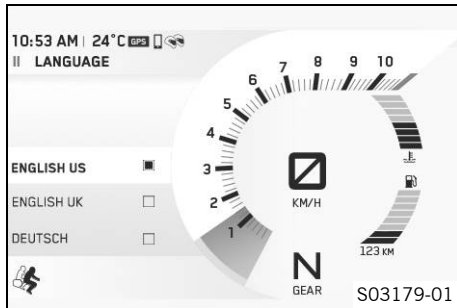 10:53 AM | 24°C GPS
LANGUAGE
ENGLISH US
ENGLISH UK
DEUTSCH
1
2
3
4
5
6
7
8
9
10
0
KM/H
N
GEAR
123 KM
S03179-01